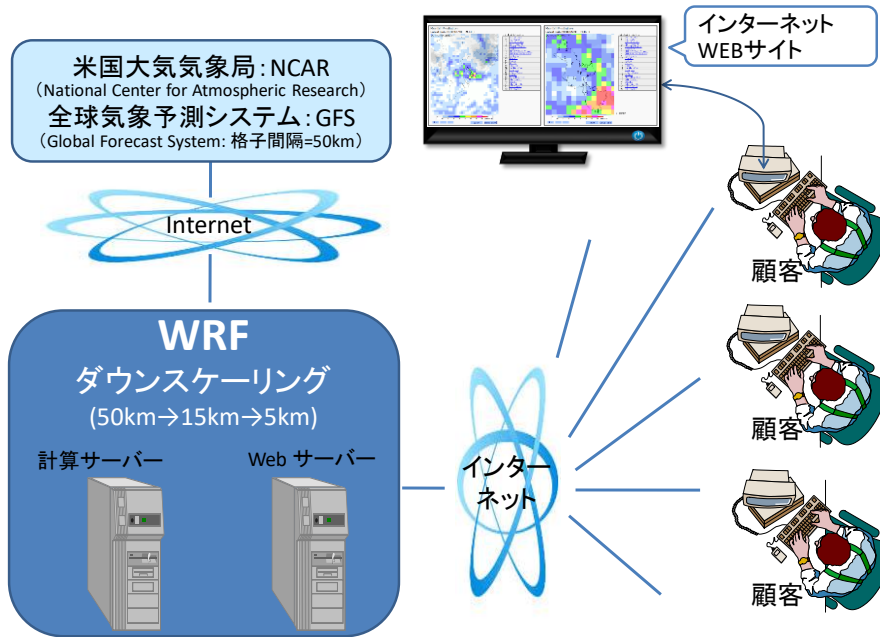 米国大気気象局：NCAR
（National Center for Atmospheric Research）
全球気象予測システム：GFS
（Global Forecast System: 格子間隔=50km）
インターネット
WEBサイト
Internet
WRF
ダウンスケーリング
(50km→15km→5km)
計算サーバー
Web サーバー
インター
ネット
顧客
顧客
顧客